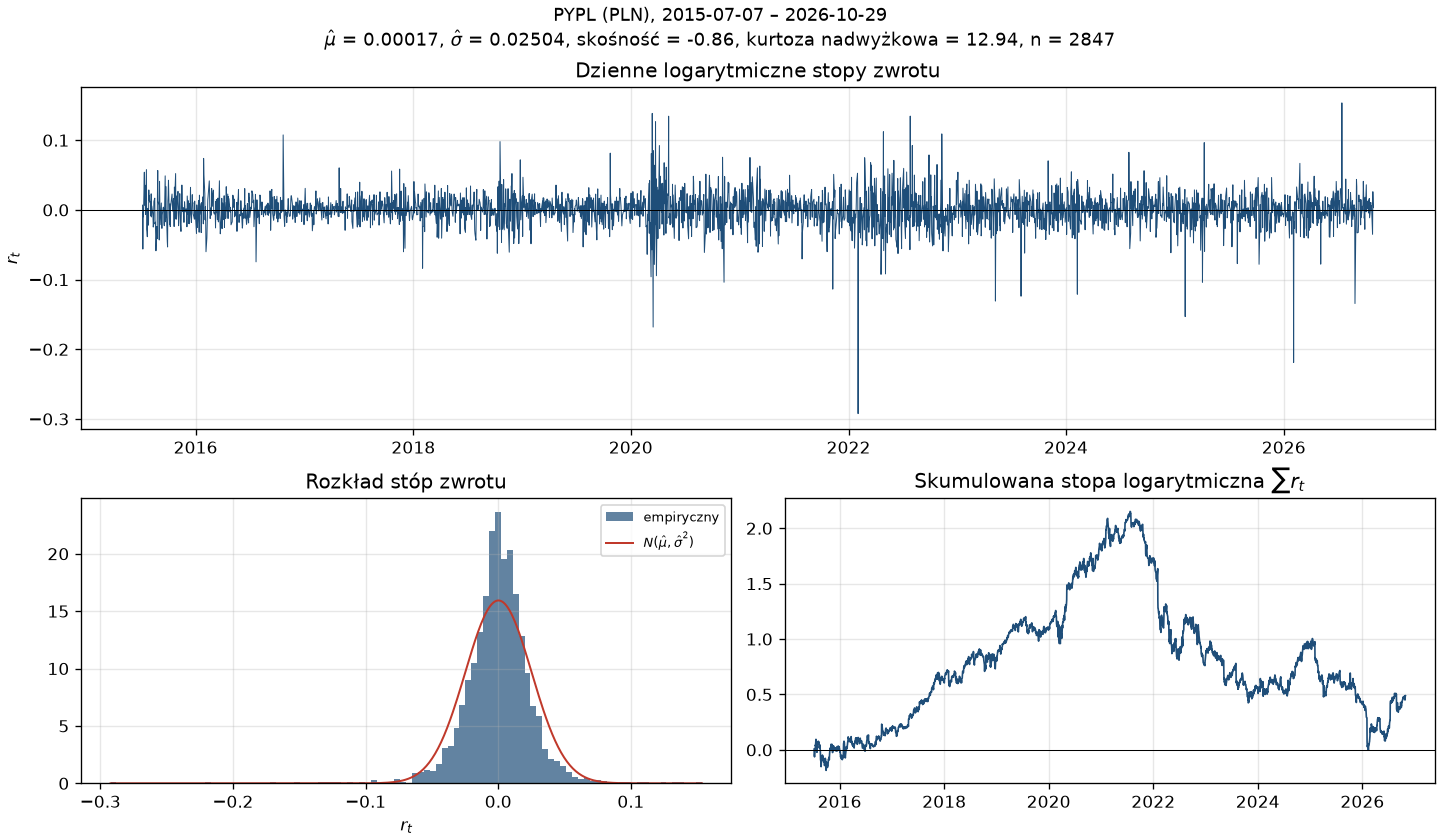 PYPL (PLN), 2015-07-07 – 2026-10-29
μ̂ = 0.00017, σ̂ = 0.02504, skośność = -0.86, kurtoza nadwyżkowa = 12.94, n = 2847
Dzienne logarytmiczne stopy zwrotu
0.1
0.0
−0.1
−0.2
−0.3
r_t
2016 2018 2020 2022 2024 2026
Rozkład stóp zwrotu
empiryczny
N(μ̂, σ̂²)
20
15
10
5
0
−0.3 −0.2 −0.1 0.0 0.1
r_t
Skumulowana stopa logarytmiczna ∑r_t
2.0
1.5
1.0
0.5
0.0
2016 2018 2020 2022 2024 2026